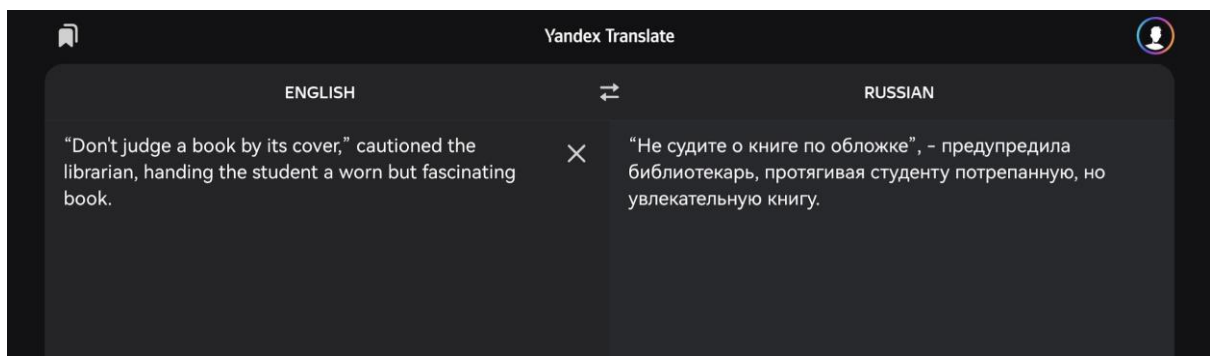 Yandex Translate
ENGLISH
RUSSIAN
“Don't judge a book by its cover,” cautioned the
librarian, handing the student a worn but fascinating
book.
“Не судите о книге по обложке”, - предупредила
библиотекарь, протягивая студенту потрепанную, но
увлекательную книгу.